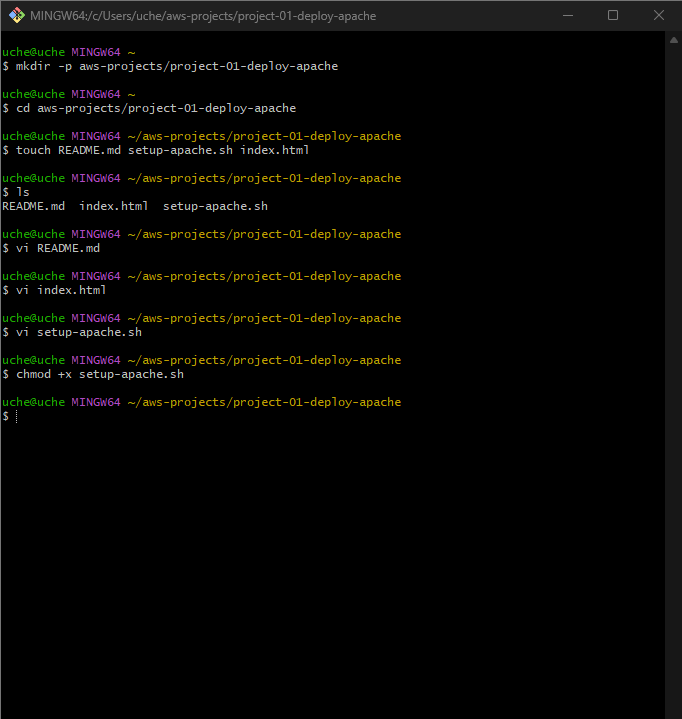 MINGW64:/c/Users/uche/aws-projects/project-01-deploy-apache
uche@uche MINGW64 ~
$ mkdir -p aws-projects/project-01-deploy-apache
uche@uche MINGW64 ~
$ cd aws-projects/project-01-deploy-apache
uche@uche MINGW64 ~/aws-projects/project-01-deploy-apache
$ touch README.md setup-apache.sh index.html
uche@uche MINGW64 ~/aws-projects/project-01-deploy-apache
$ ls
README.md  index.html  setup-apache.sh
uche@uche MINGW64 ~/aws-projects/project-01-deploy-apache
$ vi README.md
uche@uche MINGW64 ~/aws-projects/project-01-deploy-apache
$ vi index.html
uche@uche MINGW64 ~/aws-projects/project-01-deploy-apache
$ vi setup-apache.sh
uche@uche MINGW64 ~/aws-projects/project-01-deploy-apache
$ chmod +x setup-apache.sh
uche@uche MINGW64 ~/aws-projects/project-01-deploy-apache
$